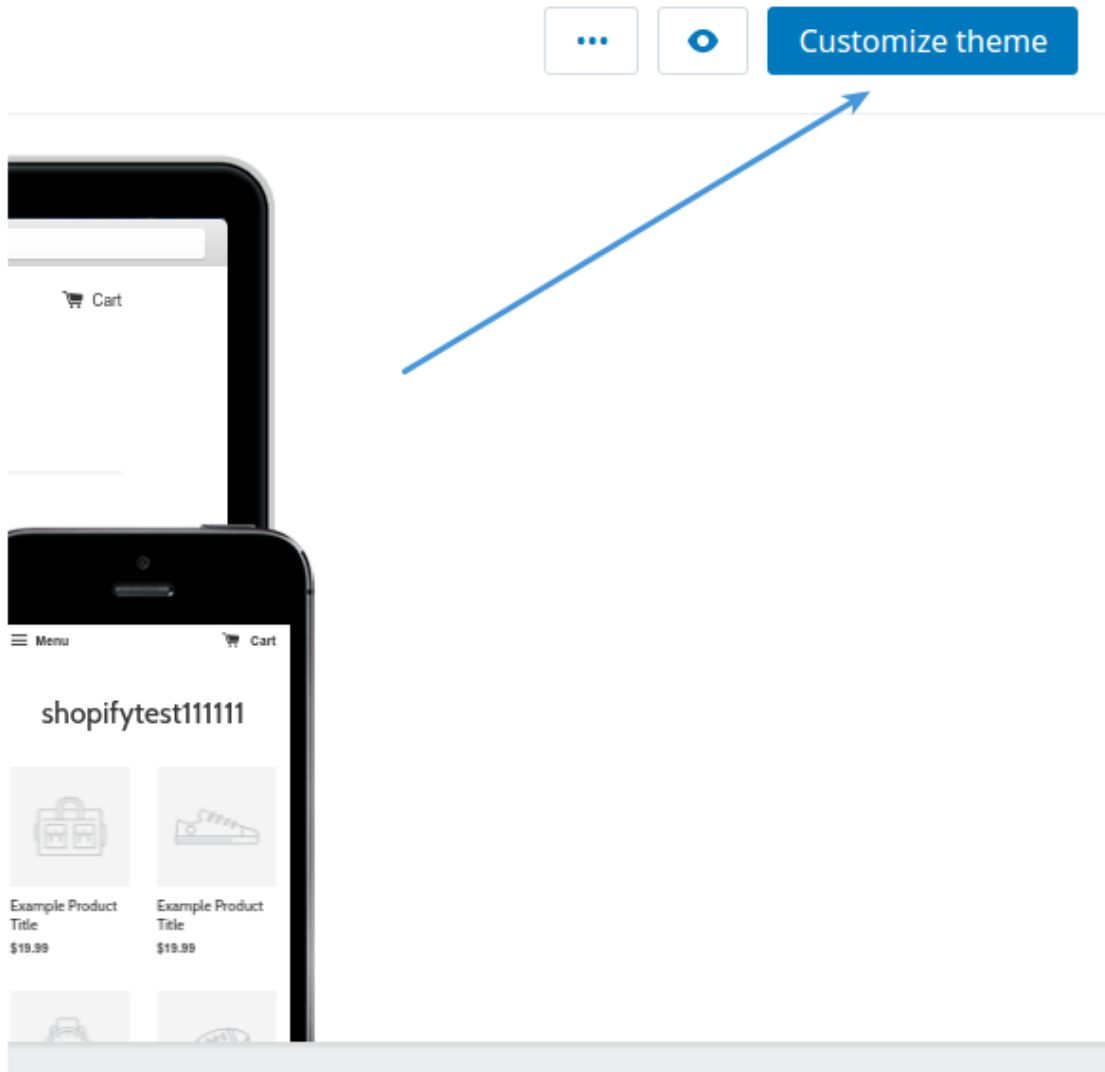 Customize theme
Cart
Menu
Cart
shopifytest111111
Example Product
Title
$19.99
Example Product
Title
$19.99